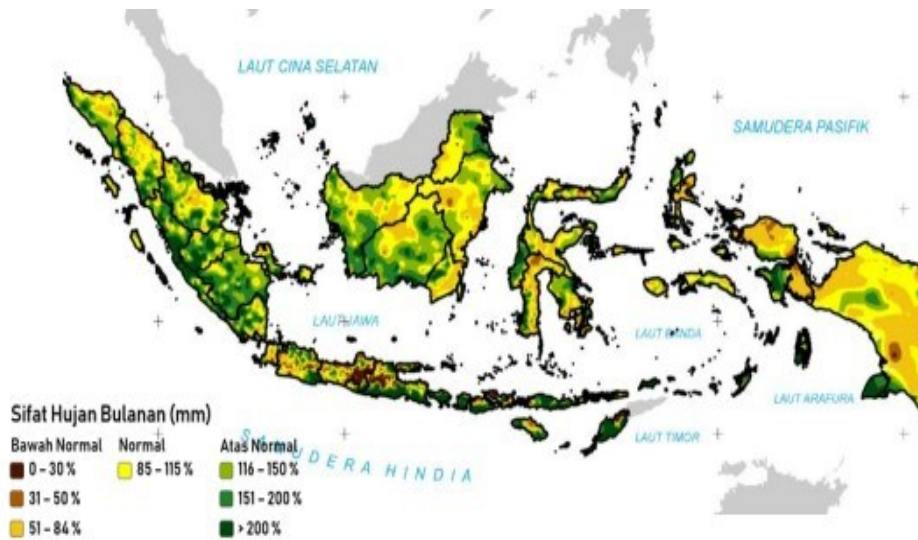 LAUT CINA SELATAN
SAMUDERA PASIFIK
LAUT JAWA
LAUT BANDA
LAUT ARAFURA
LAUT TIMOR
SAMUDERA HINDIA
Sifat Hujan Bulanan (mm)
Bawah Normal Normal Atas Normal
0 – 30 % 85 – 115 % 116 – 150 %
31 – 50 % 151 – 200 %
51 – 84 % > 200 %